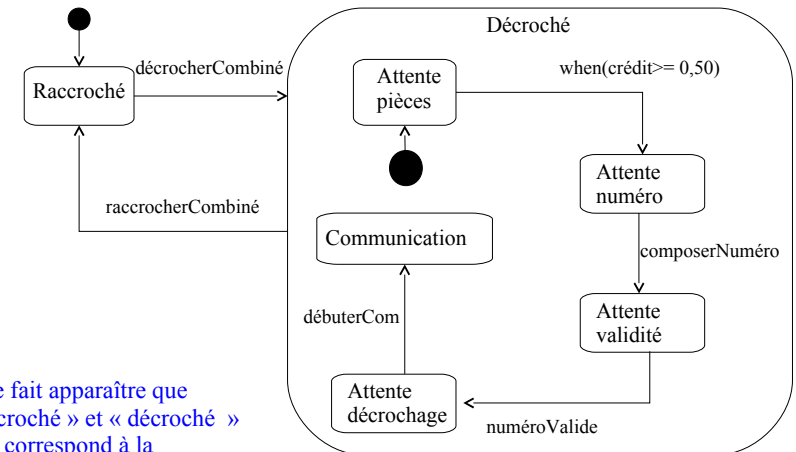 Décroché
décrocherCombiné
Raccroché
Attente
pièces
when(crédit>= 0,50)
Attente
numéro
raccrocherCombiné
Communication
composerNuméro
Attente
validité
débuterCom
Attente
décrochage
numéroValide
e fait apparaître que
croché » et « décroché »
correspond à la